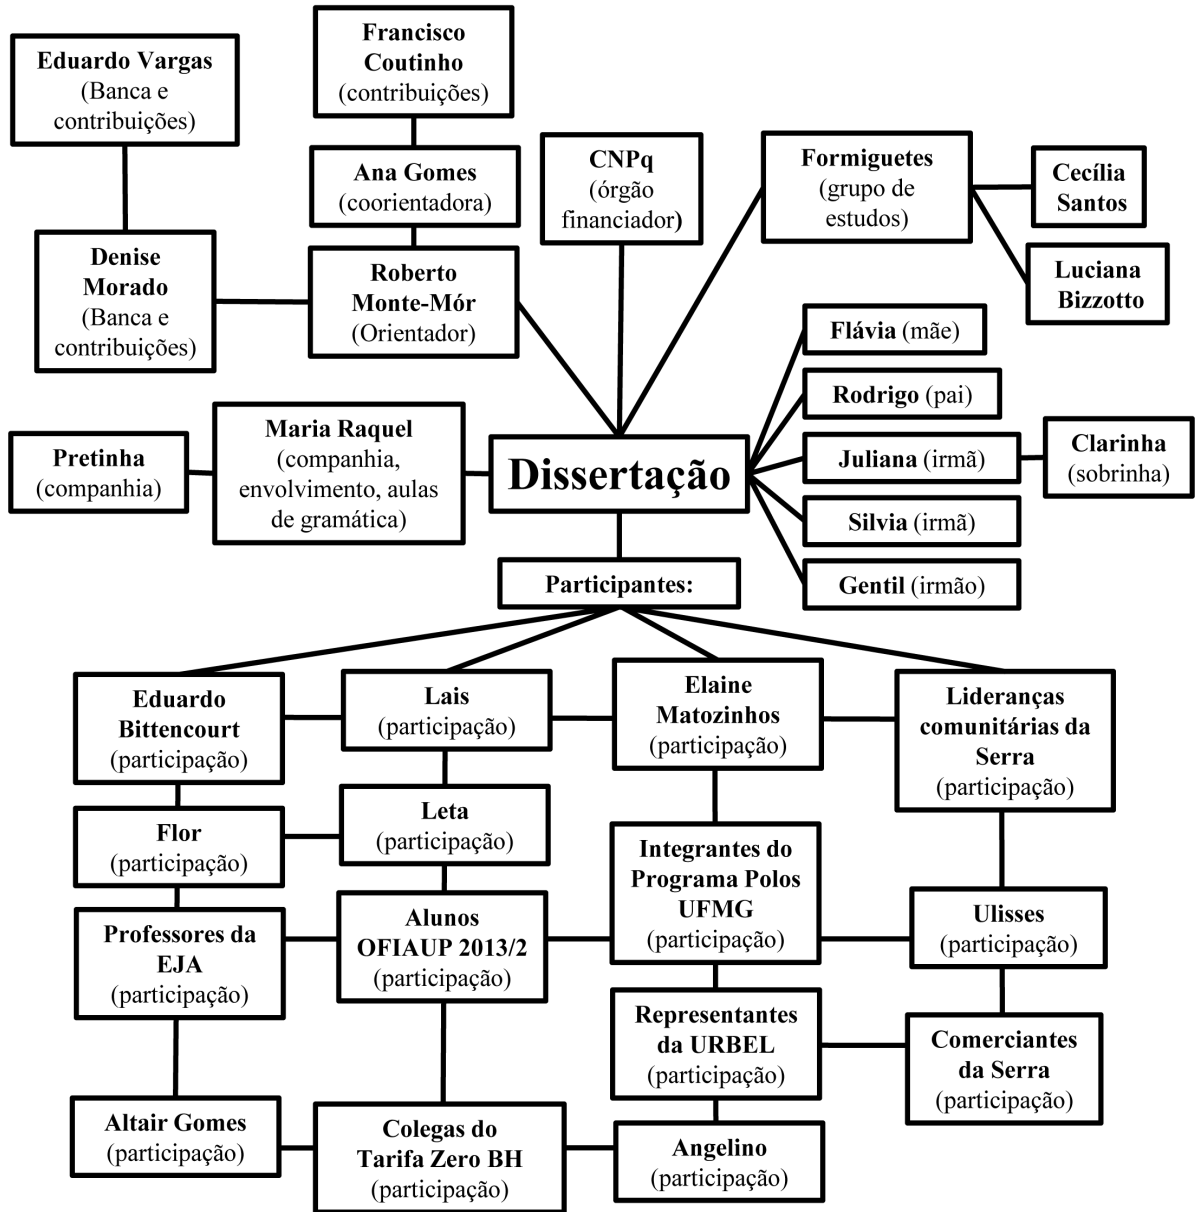 Eduardo Vargas
(Banca e
contribuições)
Francisco
Coutinho
(contribuições)
Ana Gomes
(coorientadora)
CNPq
(órgão
financiador)
Formiguetes
(grupo de
estudos)
Cecília
Santos
Luciana
Bizzotto
Denise
Morado
(Banca e
contribuições)
Roberto
Monte-Mór
(Orientador)
Flávia (mãe)
Rodrigo (pai)
Juliana (irmã)
Clarinha
(sobrinha)
Silvia (irmã)
Gentil (irmão)
Pretinha
(companhia)
Maria Raquel
(companhia,
envolvimento, aulas
de gramática)
Dissertação
Participantes:
Eduardo
Bittencourt
(participação)
Lais
(participação)
Elaine
Matozinhos
(participação)
Lideranças
comunitárias da
Serra
(participação)
Flor
(participação)
Leta
(participação)
Integrantes do
Programa Polos
UFMG
(participação)
Ulisses
(participação)
Professores da
EJA
(participação)
Alunos
OFIAUP 2013/2
(participação)
Representantes
da URBEL
(participação)
Comerciantes
da Serra
(participação)
Altair Gomes
(participação)
Colegas do
Tarifa Zero BH
(participação)
Angelino
(participação)